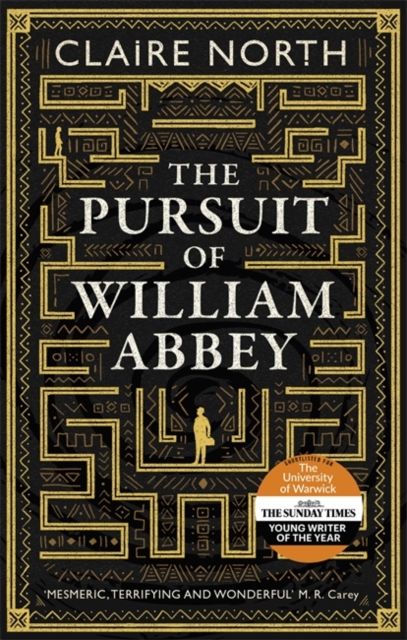 CLAiRE NORTH
THE
PURSUIT
OF
WILLIAM
ABBEY
SHORTLISTED FOR
The
University
of Warwick
THE SUNDAY TIMES
YOUNG WRITER
OF THE YEAR
'MESMERIC, TERRIFYING AND WONDERFUL' M. R. Carey